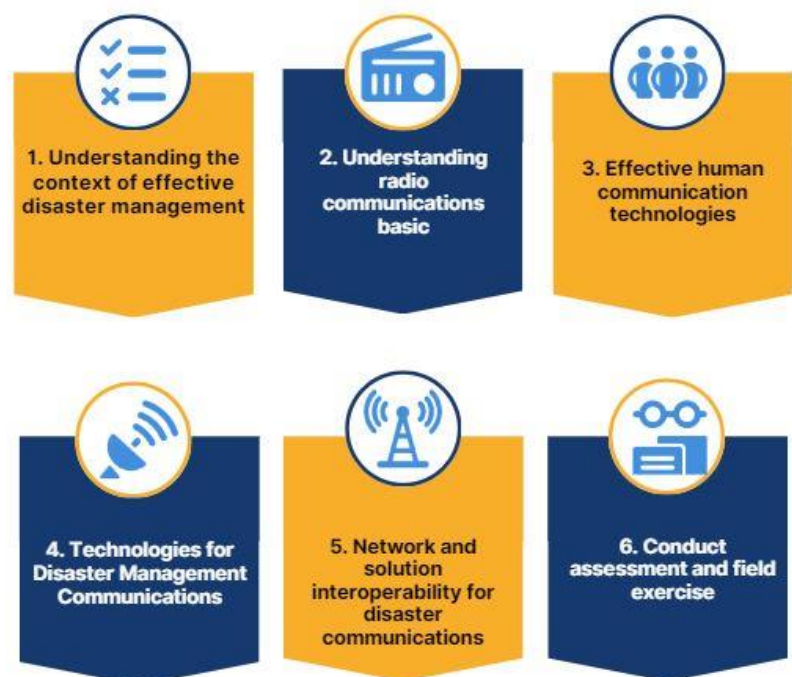 1. Understanding the
context of effective
disaster management
2. Understanding
radio
communications
basic
3. Effective human
communication
technologies
4. Technologies for
Disaster Management
Communications
5. Network and
solution
interoperability for
disaster
communications
6. Conduct
assessment and field
exercise